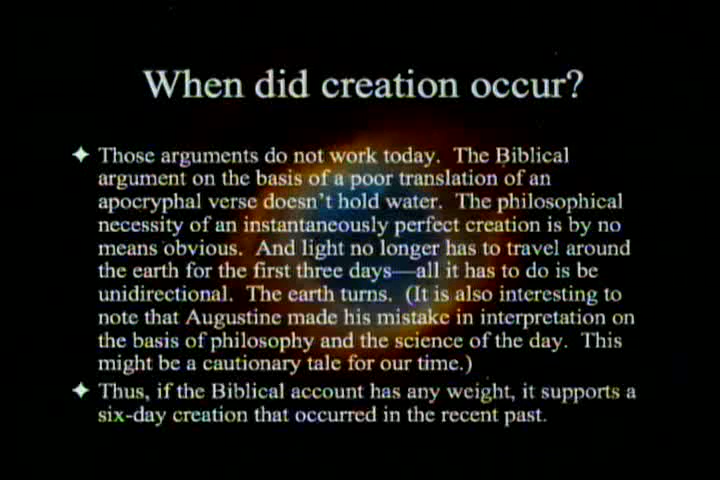 When did creation occur?
✦ Those arguments do not work today. The Biblical
argument on the basis of a poor translation of an
apocryphal verse doesn't hold water. The philosophical
necessity of an instantaneously perfect creation is by no
means obvious. And light no longer has to travel around
the earth for the first three days—all it has to do is be
unidirectional. The earth turns. (It is also interesting to
note that Augustine made his mistake in interpretation on
the basis of philosophy and the science of the day. This
might be a cautionary tale for our time.)
✦ Thus, if the Biblical account has any weight, it supports a
six-day creation that occurred in the recent past.